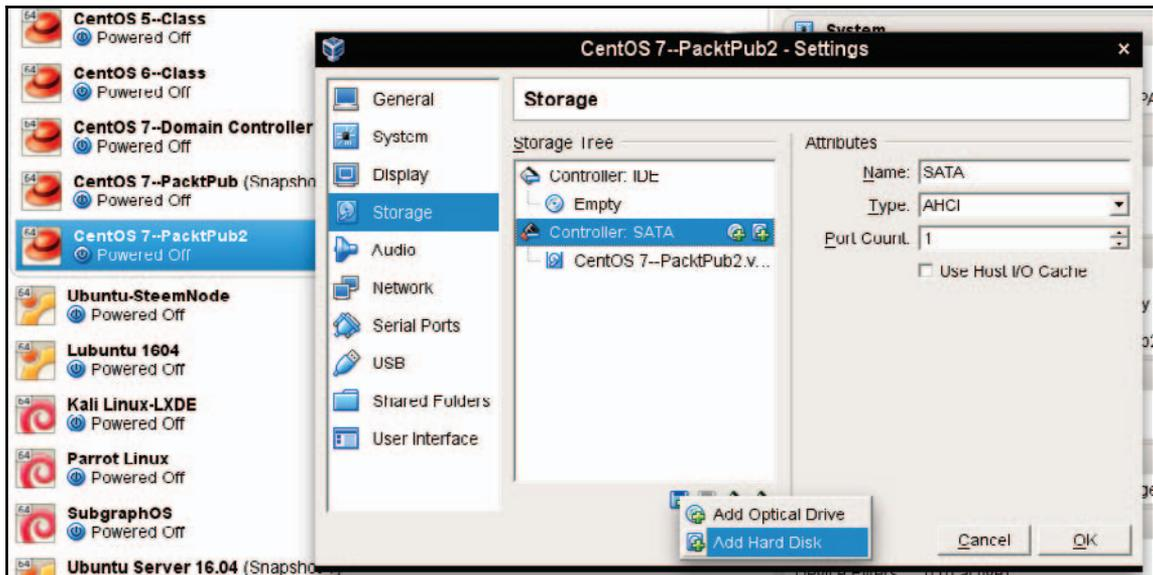 CentOS 5--Class
Powered Off
CentOS 6--Class
Powered Off
CentOS 7--Domain Controller
Powered Off
CentOS 7--PacktPub (Snapsho
Powered Off
CentOS 7--PacktPub2
Powered Off
Ubuntu-SteemNode
Powered Off
Lubuntu 1604
Powered Off
Kali Linux-LXDE
Powered Off
Parrot Linux
Powered Off
SubgraphOS
Powered Off
Ubuntu Server 16.04 (Snapshot
System
CentOS 7--PacktPub2 - Settings
General
System
Display
Storage
Audio
Network
Serial Ports
USB
Shared Folders
User Interface
Storage
Storage Tree
Controller: IDE
Empty
Controller: SATA
CentOS 7--PacktPub2.v...
Attributes
Name: SATA
Type: AHCI
Port Count: 1
Use Host I/O Cache
Add Optical Drive
Add Hard Disk
Cancel
OK